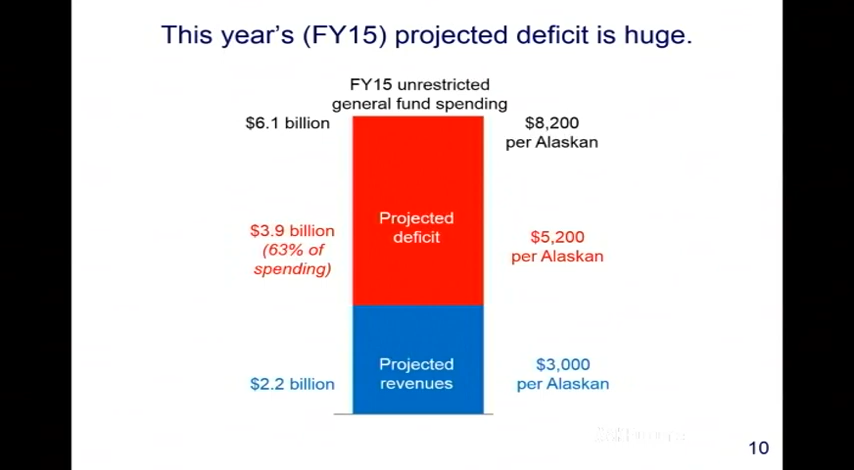 This year's (FY15) projected deficit is huge.
FY15 unrestricted
general fund spending
$6.1 billion
$8,200
per Alaskan
Projected
deficit
$3.9 billion
(63% of
spending)
$5,200
per Alaskan
Projected
revenues
$2.2 billion
$3,000
per Alaskan
10